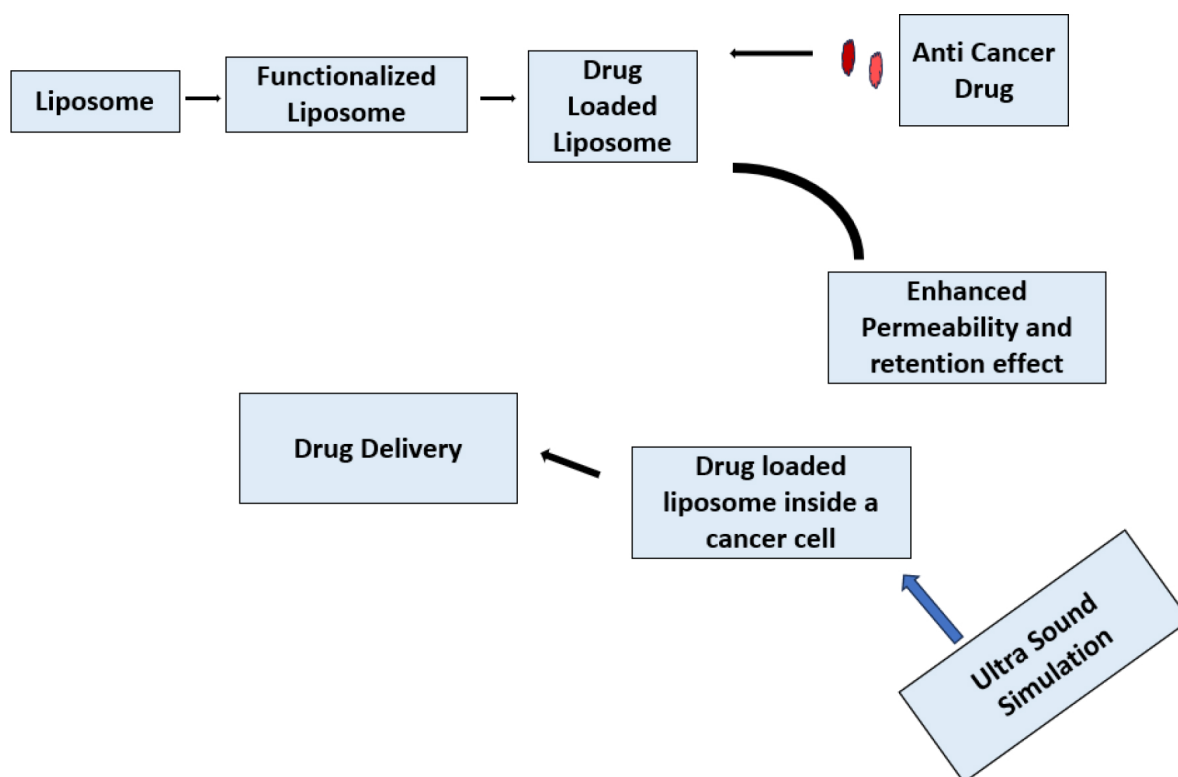 Liposome
Functionalized
Liposome
Drug
Loaded
Liposome
Anti Cancer
Drug
Enhanced
Permeability and
retention effect
Drug Delivery
Drug loaded
liposome inside a
cancer cell
Ultra Sound
Simulation